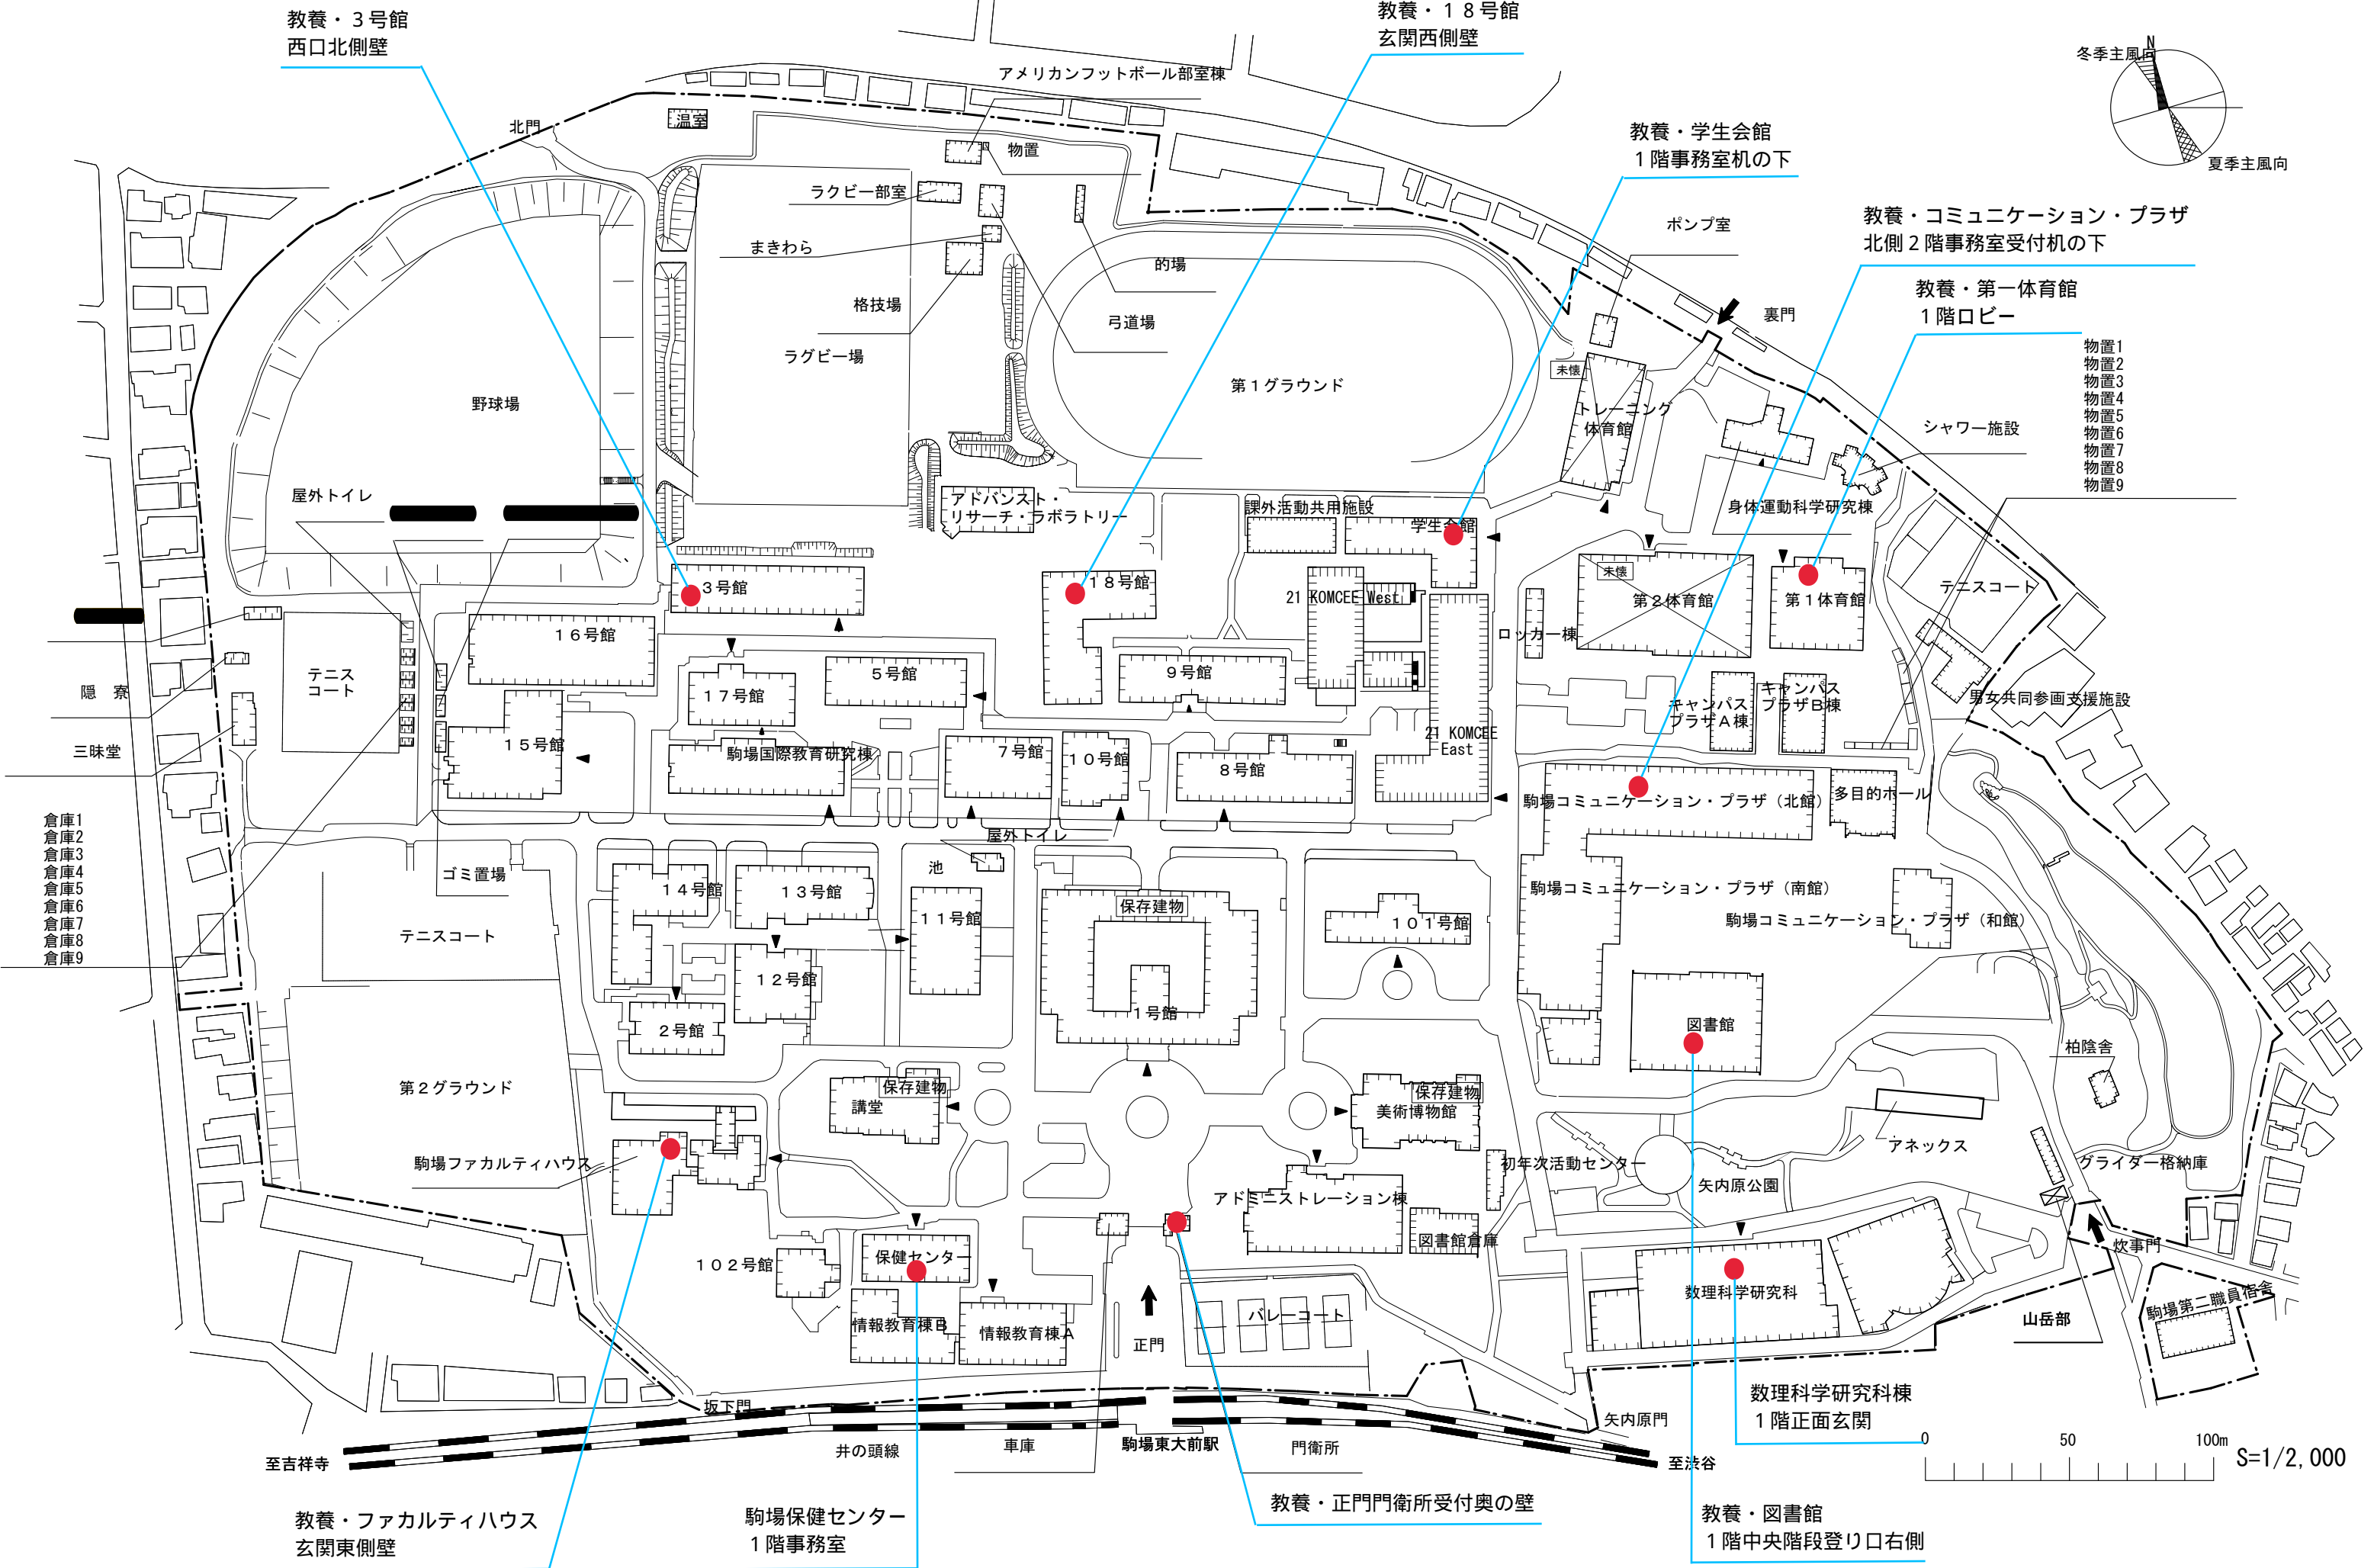 教養・３号館
西口北側壁
教養・１８号館
玄関西側壁
アメリカンフットボール部室棟
N
冬季主風向
夏季主風向
北門
温室
物置
教養・学生会館
１階事務室机の下
ラクビー部室
ポンプ室
教養・コミュニケーション・プラザ
北側２階事務室受付机の下
まきわら
的場
教養・第一体育館
１階ロビー
格技場
弓道場
裏門
ラグビー場
物置1
物置2
物置3
物置4
物置5
物置6
物置7
物置8
物置9
未懐
第１グラウンド
野球場
トレーニング
体育館
シャワー施設
屋外トイレ
アドバンスト・
リサーチ・ラボラトリー
課外活動共用施設
学生会館
身体運動科学研究棟
３号館
１８号館
21 KOMCEE West
未懐
第２体育館
第１体育館
テニスコート
１６号館
ロッカー棟
テニス
コート
５号館
９号館
隠　寮
１７号館
キャンパス
プラザＡ棟
キャンパス
プラザＢ棟
男女共同参画支援施設
三昧堂
１５号館
駒場国際教育研究棟
７号館
１０号館
８号館
21 KOMCEE
East
駒場コミュニケーション・プラザ（北館）
多目的ホール
倉庫1
倉庫2
倉庫3
倉庫4
倉庫5
倉庫6
倉庫7
倉庫8
倉庫9
屋外トイレ
ゴミ置場
池
１４号館
１３号館
１１号館
保存建物
１０１号館
駒場コミュニケーション・プラザ（南館）
駒場コミュニケーション・プラザ（和館）
テニスコート
１２号館
１号館
２号館
図書館
柏陰舎
第２グラウンド
保存建物
講堂
保存建物
美術博物館
アネックス
駒場ファカルティハウス
初年次活動センター
グライダー格納庫
アドミニストレーション棟
矢内原公園
図書館倉庫
炊事門
１０２号館
保健センター
数理科学研究科
駒場第二職員宿舎
情報教育棟Ｂ
情報教育棟Ａ
バレーコート
山岳部
正門
数理科学研究科棟
１階正面玄関
坂下門
矢内原門
井の頭線
車庫
駒場東大前駅
門衛所
0
50
100m
S=1/2,000
至吉祥寺
至渋谷
教養・ファカルティハウス
玄関東側壁
駒場保健センター
１階事務室
教養・正門門衛所受付奥の壁
教養・図書館
１階中央階段登り口右側